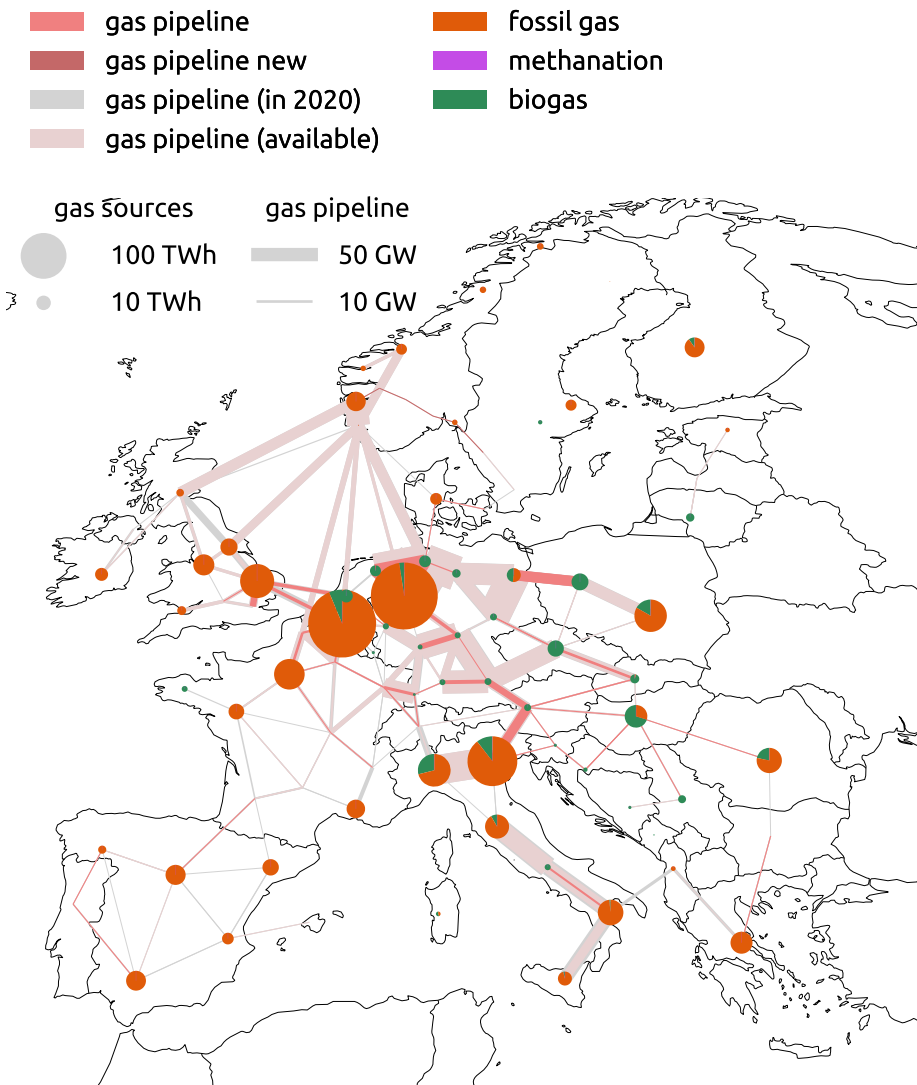 gas pipeline
gas pipeline new
gas pipeline (in 2020)
gas pipeline (available)
fossil gas
methanation
biogas
gas sources
100 TWh
10 TWh
gas pipeline
50 GW
10 GW